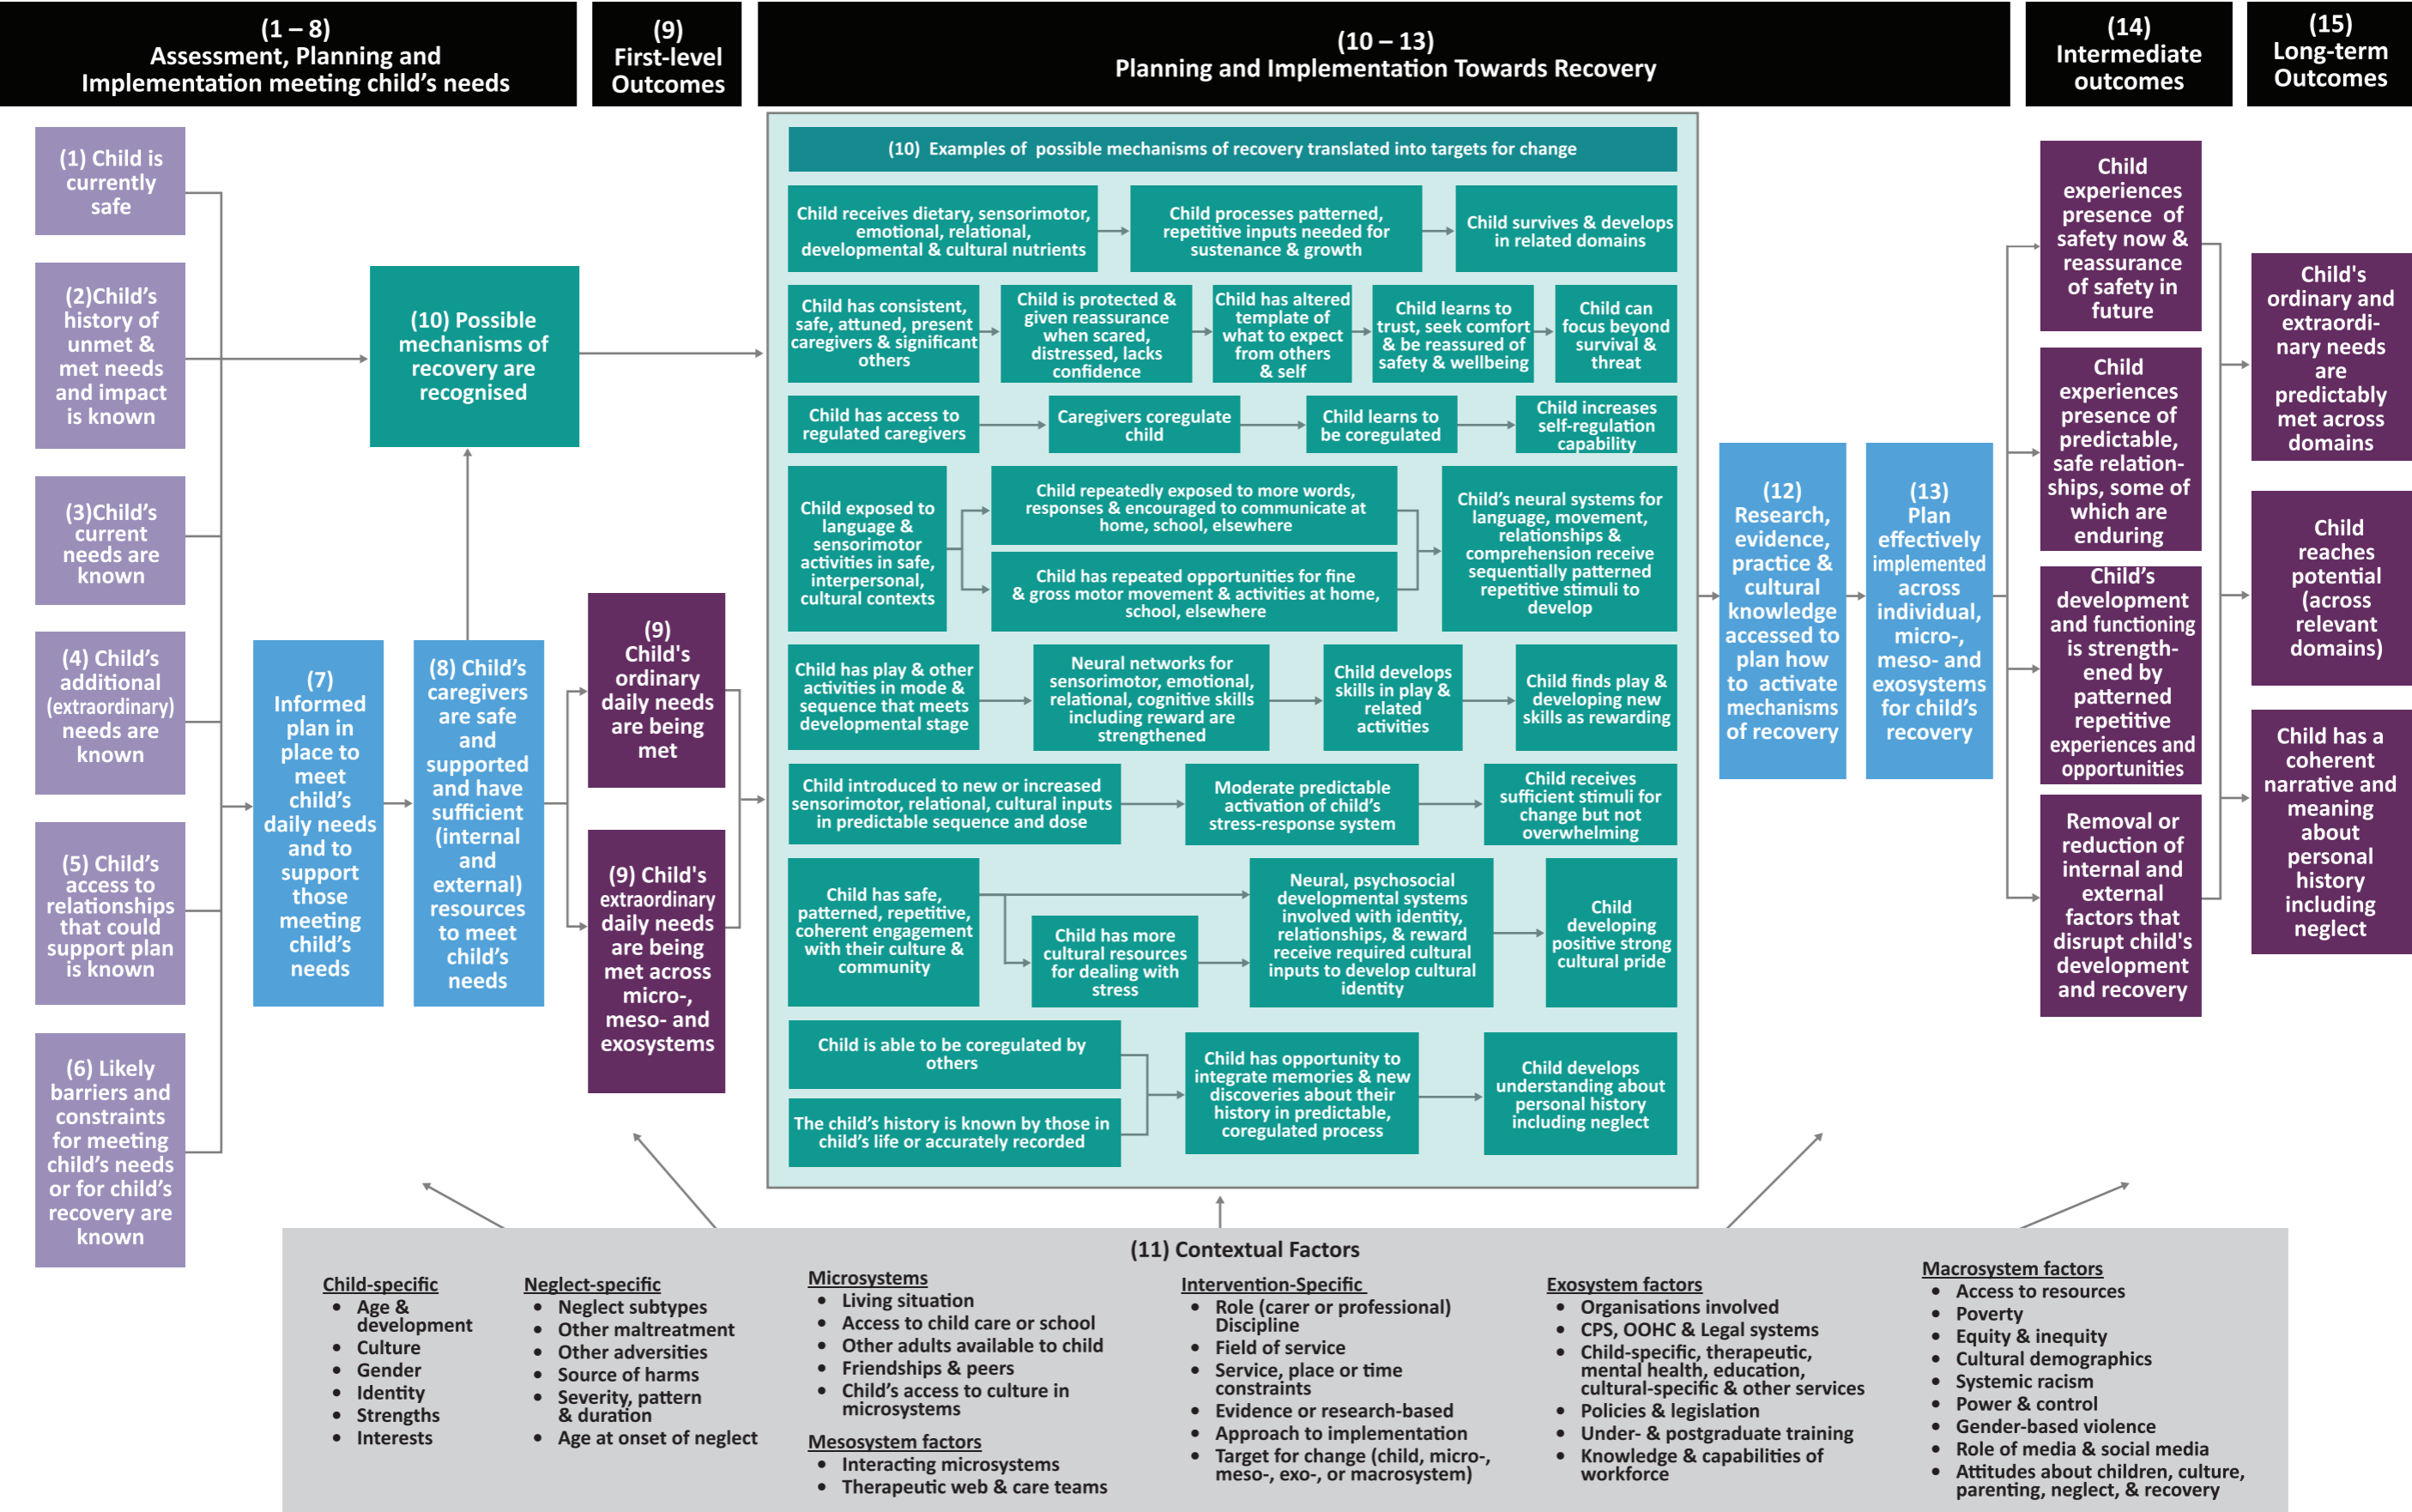 (1 – 8)
Assessment, Planning and
Implementation meeting child’s needs
(9)
First-level
Outcomes
(10 – 13)
Planning and Implementation Towards Recovery
(14)
Intermediate
outcomes
(15)
Long-term
Outcomes
(1) Child is
currently
safe
(2)Child’s
history of
unmet &
met needs
and impact
is known
(3)Child’s
current
needs are
known
(4) Child’s
additional
(extraordinary)
needs are
known
(5) Child’s
access to
relationships
that could
support plan
is known
(6) Likely
barriers and
constraints
for meeting
child’s needs
or for child’s
recovery are
known
(7)
Informed
plan in
place to
meet
child’s
daily needs
and to
support
those
meeting
child’s
needs
(8) Child’s
caregivers
are safe
and
supported
and have
sufficient
(internal
and
external)
resources
to meet
child’s
needs
(10) Possible
mechanisms of
recovery are
recognised
(9)
Child's
ordinary
daily needs
are being
met
(9) Child's
extraordinary
daily needs
are being
met across
micro-,
meso- and
exosystems
(10)  Examples of  possible mechanisms of recovery translated into targets for change
Child receives dietary, sensorimotor,
emotional, relational,
developmental & cultural nutrients
Child processes patterned,
repetitive inputs needed for
sustenance & growth
Child survives & develops
in related domains
Child has consistent,
safe, attuned, present
caregivers & significant
others
Child is protected &
given reassurance
when scared,
distressed, lacks
confidence
Child has altered
template of
what to expect
from others
& self
Child learns to
trust, seek comfort
& be reassured of
safety & wellbeing
Child can
focus beyond
survival &
threat
Child has access to
regulated caregivers
Caregivers coregulate
child
Child learns to
be coregulated
Child increases
self-regulation
capability
Child exposed to
language &
sensorimotor
activities in safe,
interpersonal,
cultural contexts
Child repeatedly exposed to more words,
responses & encouraged to communicate at
home, school, elsewhere
Child has repeated opportunities for fine
& gross motor movement & activities at home,
school, elsewhere
Child’s neural systems for
language, movement,
relationships &
comprehension receive
sequentially patterned
repetitive stimuli to
develop
Child has play & other
activities in mode &
sequence that meets
developmental stage
Neural networks for
sensorimotor, emotional,
relational, cognitive skills
including reward are
strengthened
Child develops
skills in play &
related
activities
Child finds play &
developing new
skills as rewarding
Child introduced to new or increased
sensorimotor, relational, cultural inputs
in predictable sequence and dose
Moderate predictable
activation of child’s
stress-response system
Child receives
sufficient stimuli for
change but not
overwhelming
Child has safe,
patterned, repetitive,
coherent engagement
with their culture &
community
Child has more
cultural resources
for dealing with
stress
Neural, psychosocial
developmental systems
involved with identity,
relationships, & reward
receive required cultural
inputs to develop cultural
identity
Child
developing
positive strong
cultural pride
Child is able to be coregulated by
others
The child’s history is known by those in
child’s life or accurately recorded
Child has opportunity to
integrate memories & new
discoveries about their
history in predictable,
coregulated process
Child develops
understanding about
personal history
including neglect
(12)
Research,
evidence,
practice &
cultural
knowledge
accessed to
plan how
to  activate
mechanisms
of recovery
(13)
Plan
effectively
implemented
across
individual,
micro-,
meso- and
exosystems
for child’s
recovery
Child
experiences
presence  of
safety now &
reassurance
of safety in
future
Child
experiences
presence of
predictable,
safe relation-
ships, some of
which are
enduring
Child’s
development
and functioning
is strength-
ened by
patterned
repetitive
experiences and
opportunities
Removal or
reduction of
internal and
external
factors that
disrupt child's
development
and recovery
Child's
ordinary and
extraordi-
nary needs
are
predictably
met across
domains
Child
reaches
potential
(across
relevant
domains)
Child has a
coherent
narrative and
meaning
about
personal
history
including
neglect
(11) Contextual Factors
Child-specific
• Age &
development
• Culture
• Gender
• Identity
• Strengths
• Interests
Neglect-specific
• Neglect subtypes
• Other maltreatment
• Other adversities
• Source of harms
• Severity, pattern
& duration
• Age at onset of neglect
Microsystems
• Living situation
• Access to child care or school
• Other adults available to child
• Friendships & peers
• Child’s access to culture in
microsystems
Mesosystem factors
• Interacting microsystems
• Therapeutic web & care teams
Intervention-Specific
• Role (carer or professional)
Discipline
• Field of service
• Service, place or time
constraints
• Evidence or research-based
• Approach to implementation
• Target for change (child, micro-,
meso-, exo-, or macrosystem)
Exosystem factors
• Organisations involved
• CPS, OOHC & Legal systems
• Child-specific, therapeutic,
mental health, education,
cultural-specific & other services
• Policies & legislation
• Under- & postgraduate training
• Knowledge & capabilities of
workforce
Macrosystem factors
• Access to resources
• Poverty
• Equity & inequity
• Cultural demographics
• Systemic racism
• Power & control
• Gender-based violence
• Role of media & social media
• Attitudes about children, culture,
parenting, neglect, & recovery